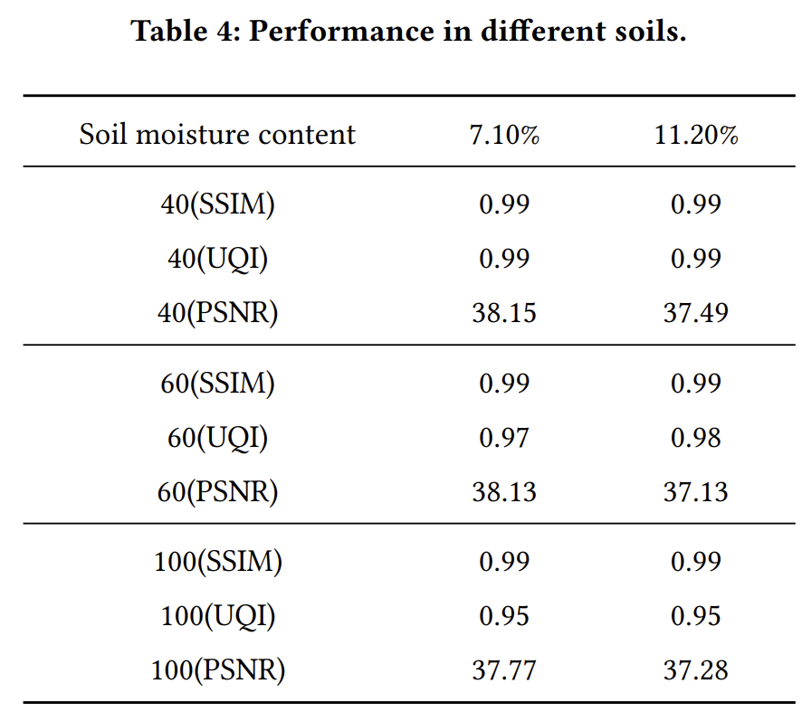 Table 4: Performance in different soils.
Soil moisture content 7.10% 11.20%
40(SSIM) 0.99 0.99
40(UQI) 0.99 0.99
40(PSNR) 38.15 37.49
60(SSIM) 0.99 0.99
60(UQI) 0.97 0.98
60(PSNR) 38.13 37.13
100(SSIM) 0.99 0.99
100(UQI) 0.95 0.95
100(PSNR) 37.77 37.28